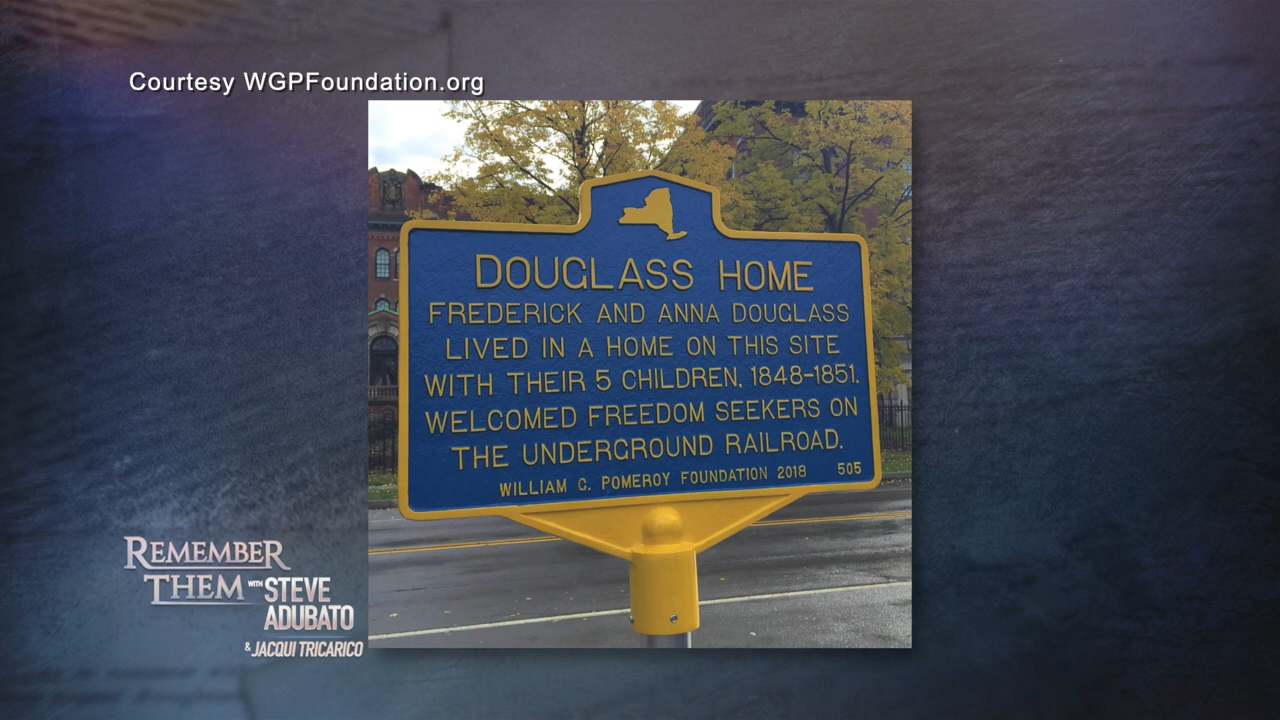 Courtesy WGPFoundation.org
DOUGLASS HOME
FREDERICK AND ANNA DOUGLASS
LIVED IN A HOME ON THIS SITE
WITH THEIR 5 CHILDREN, 1848-1851.
WELCOMED FREEDOM SEEKERS ON
THE UNDERGROUND RAILROAD.
WILLIAM G. POMEROY FOUNDATION 2018 505
REMEMBER
THEM WITH STEVE
ADUBATO
& JACQUI TRICARICO